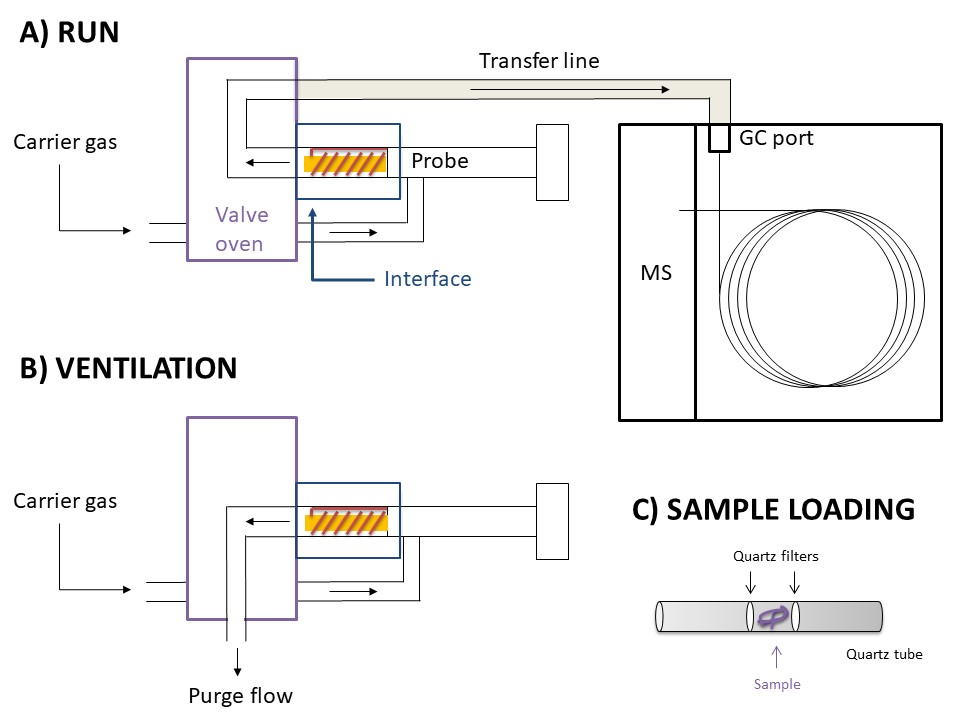 A) RUN
Transfer line
Carrier gas
GC port
Probe
Valve
oven
MS
Interface
B) VENTILATION
Carrier gas
C) SAMPLE LOADING
Quartz filters
Quartz tube
Sample
Purge flow